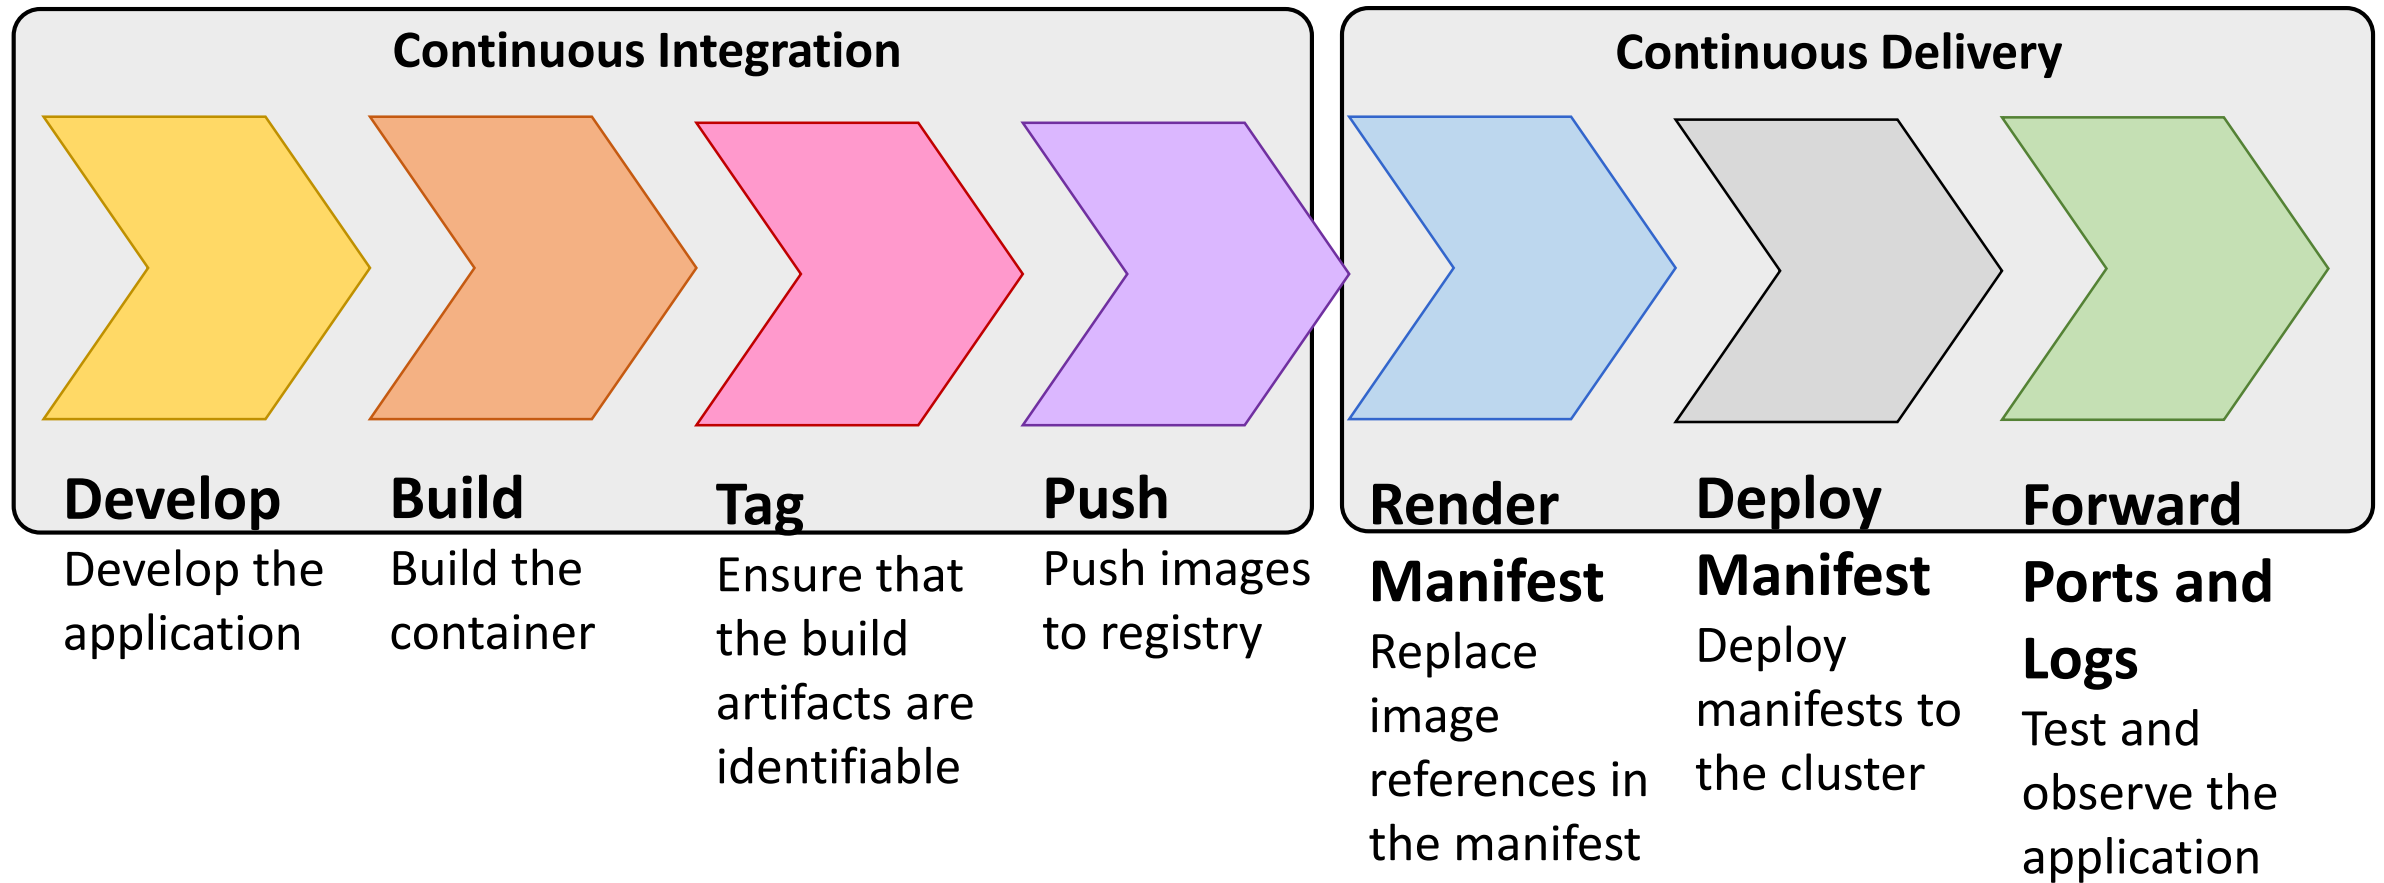 Continuous Integration
Continuous Delivery
Develop
Develop the
application
Build
Build the
container
Tag
Ensure that
the build
artifacts are
identifiable
Push
Push images
to registry
Render
Manifest
Replace
image
references in
the manifest
Deploy
Manifest
Deploy
manifests to
the cluster
Forward
Ports and
Logs
Test and
observe the
application